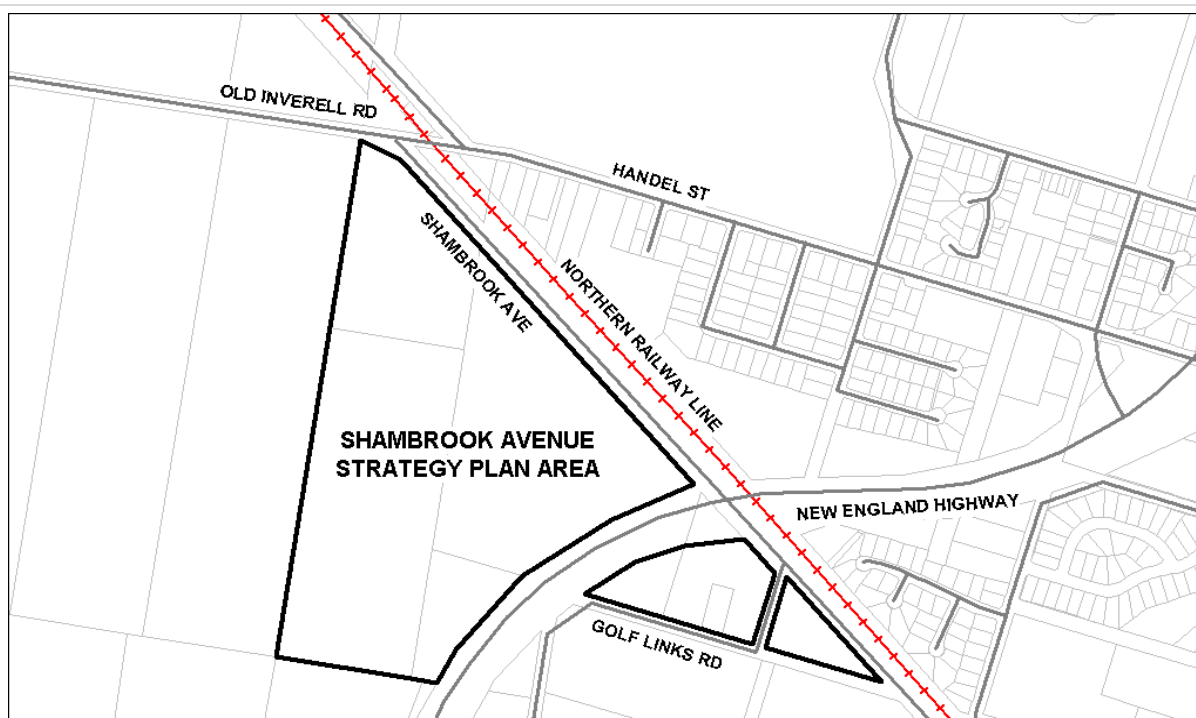 OLD INVERELL RD
HANDEL ST
SHAMBROOK AVE
NORTHERN RAILWAY LINE
SHAMBROOK AVENUE
STRATEGY PLAN AREA
NEW ENGLAND HIGHWAY
GOLF LINKS RD